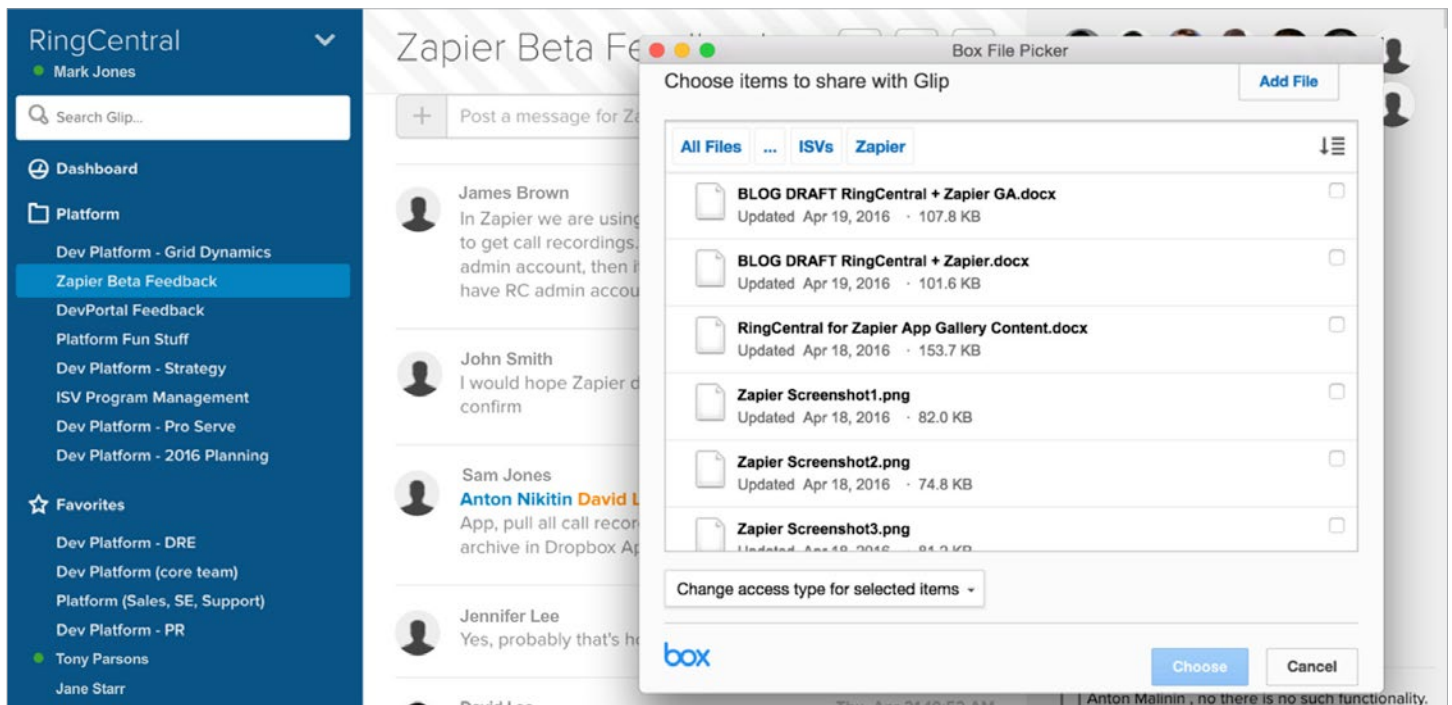 RingCentral
Mark Jones
Search Glip...
Dashboard
Platform
Dev Platform - Grid Dynamics
Zapier Beta Feedback
DevPortal Feedback
Platform Fun Stuff
Dev Platform - Strategy
ISV Program Management
Dev Platform - Pro Serve
Dev Platform - 2016 Planning
Favorites
Dev Platform - DRE
Dev Platform (core team)
Platform (Sales, SE, Support)
Dev Platform - PR
Tony Parsons
Jane Starr
Zapier Beta
Post a message for
James Brown
In Zapier we are using
to get call recordings.
admin account, then
have RC admin
John Smith
I would hope Zapier
confirm
Sam Jones
Anton Nikitin David
App, pull all call
archive in Dropbox
Jennifer Lee
Yes, probably that's
Box File Picker
Choose items to share with Glip
Add File
All Files ... ISVs Zapier
BLOG DRAFT RingCentral + Zapier GA.docx
Updated Apr 19, 2016 · 107.8 KB
BLOG DRAFT RingCentral + Zapier.docx
Updated Apr 19, 2016 · 101.6 KB
RingCentral for Zapier App Gallery Content.docx
Updated Apr 18, 2016 · 153.7 KB
Zapier Screenshot1.png
Updated Apr 18, 2016 · 82.0 KB
Zapier Screenshot2.png
Updated Apr 18, 2016 · 74.8 KB
Zapier Screenshot3.png
Updated Apr 18, 2016 · 81.2 KB
Change access type for selected items
box
Choose
Cancel
Anton Malinin , no there is no such functionality.